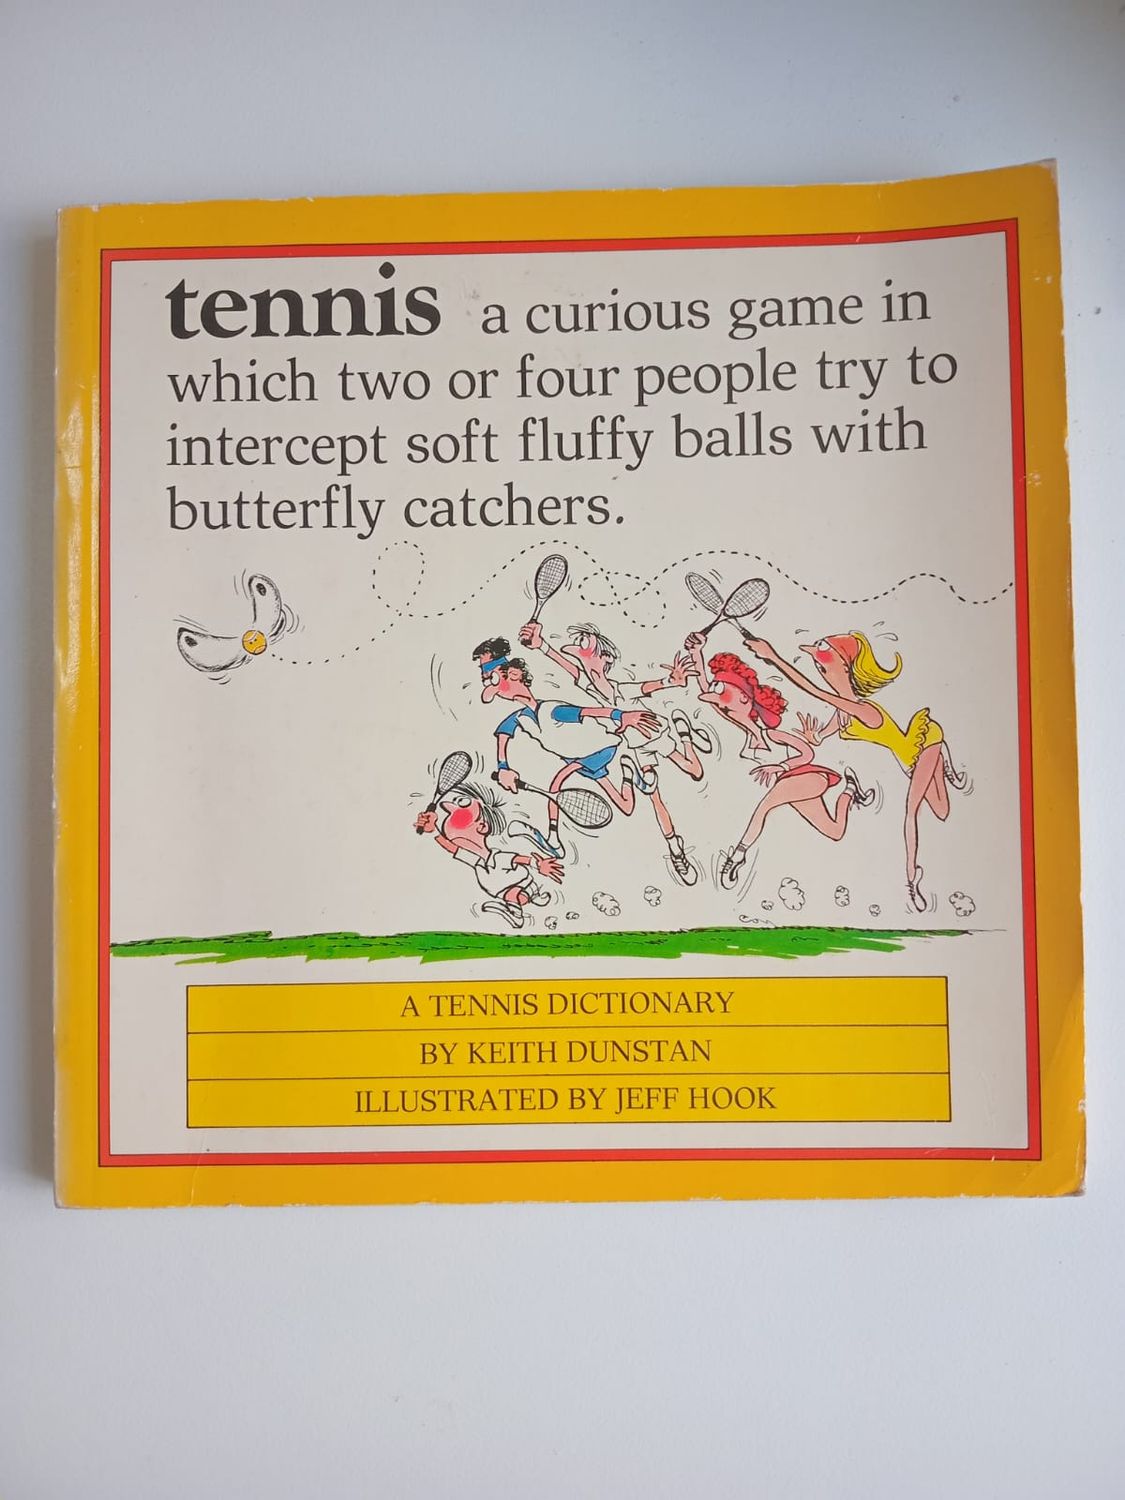 tennis a curious game in
which two or four people try to
intercept soft fluffy balls with
butterfly catchers.
A TENNIS DICTIONARY
BY KEITH DUNSTAN
ILLUSTRATED BY JEFF HOOK